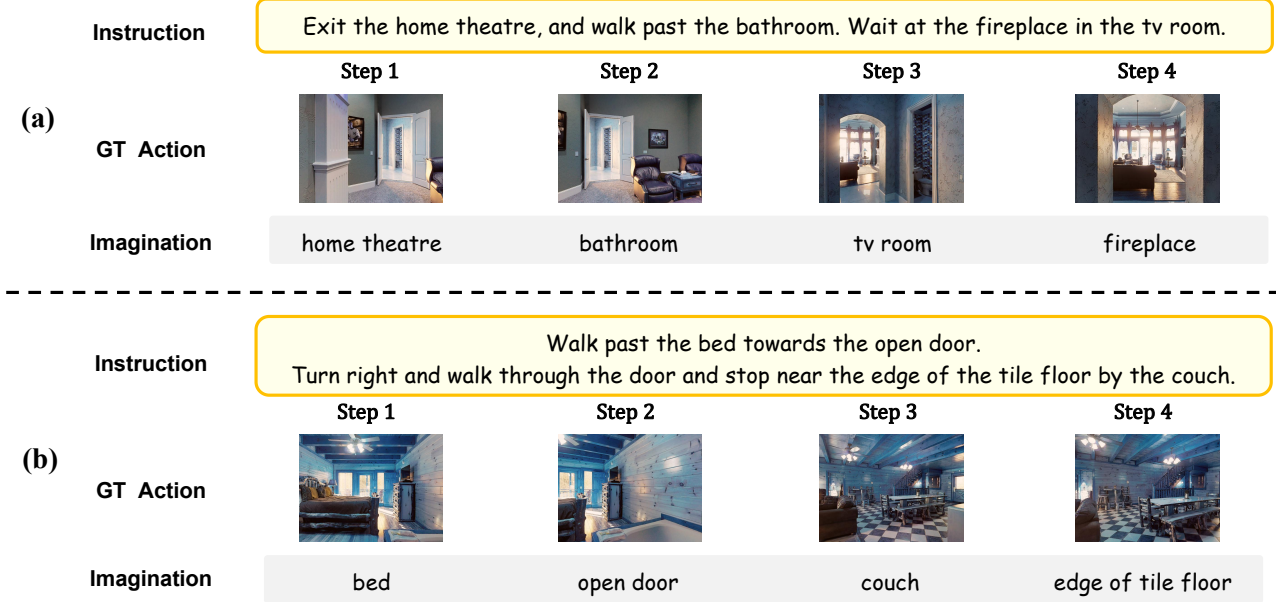 Instruction
Exit the home theatre, and walk past the bathroom. Wait at the fireplace in the tv room.
Step 1 Step 2 Step 3 Step 4
(a)
GT Action
Imagination
home theatre bathroom tv room fireplace
Instruction
Walk past the bed towards the open door.
Turn right and walk through the door and stop near the edge of the tile floor by the couch.
Step 1 Step 2 Step 3 Step 4
(b)
GT Action
Imagination
bed open door couch edge of tile floor